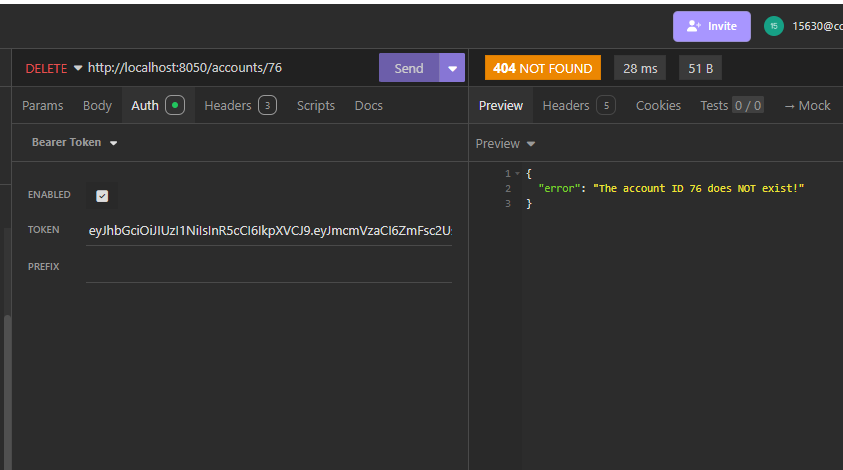 Invite 15 15630@co
DELETE http://localhost:8050/accounts/76 Send 404 NOT FOUND 28 ms 51 B
Params Body Auth Headers 3 Scripts Docs Preview Headers 5 Cookies Tests 0 / 0 → Mock
Bearer Token Preview
1 {
2 "error": "The account ID 76 does NOT exist!"
3 }
ENABLED
TOKEN eyJhbGciOiJIUzI1NiIsInR5cCI6IkpXVCJ9.eyJmcmVzaCI6ZmFsc2U
PREFIX